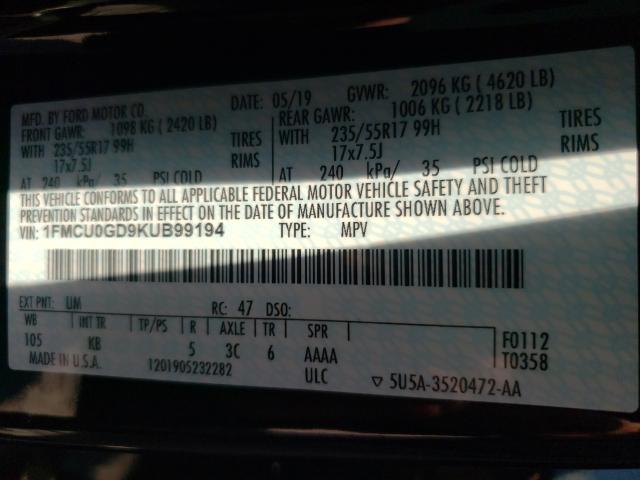 MFD. BY FORD MOTOR CO. DATE: 05/19 GVWR: 2096 KG ( 4620 LB)
FRONT GAWR: 1098 KG ( 2420 LB) REAR GAWR: 1006 KG ( 2218 LB)
WITH 235/55R17 99H TIRES WITH 235/55R17 99H TIRES
17x7.5J RIMS 17x7.5J RIMS
AT 240 kPa/ 35 PSI COLD AT 240 kPa/ 35 PSI COLD
THIS VEHICLE CONFORMS TO ALL APPLICABLE FEDERAL MOTOR VEHICLE SAFETY AND THEFT
PREVENTION STANDARDS IN EFFECT ON THE DATE OF MANUFACTURE SHOWN ABOVE.
VIN: 1FMCU0GD9KUB99194 TYPE: MPV
EXT PNT: UM RC: 47 DSO:
WB INT TR TP/PS R AXLE TR SPR F0112
105 KB 5 3C 6 AAAA T0358
MADE IN U.S.A. 1201905232282 ULC ▽ 5U5A-3520472-AA